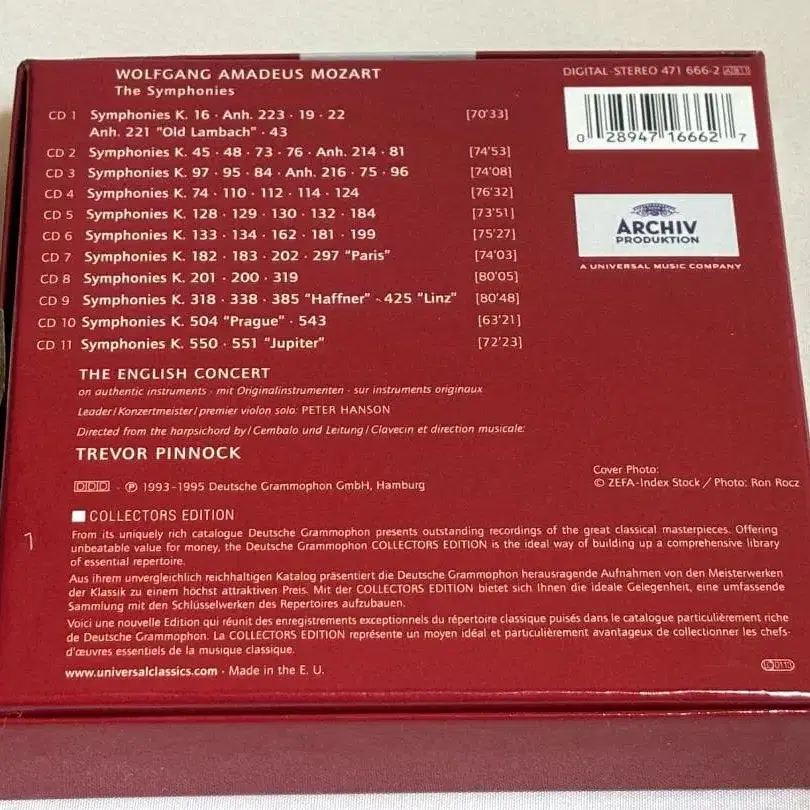 WOLFGANG AMADEUS MOZART
The Symphonies
DIGITAL-STEREO 471 666-2
0 28947 16662 7
CD 1 Symphonies K. 16 · Anh. 223 · 19 · 22 [70'33]
Anh. 221 "Old Lambach" · 43
CD 2 Symphonies K. 45 · 48 · 73 · 76 · Anh. 214 · 81 [74'53]
CD 3 Symphonies K. 97 · 95 · 84 · Anh. 216 · 75 · 96 [74'08]
CD 4 Symphonies K. 74 · 110 · 112 · 114 · 124 [76'32]
CD 5 Symphonies K. 128 · 129 · 130 · 132 · 184 [73'51]
CD 6 Symphonies K. 133 · 134 · 162 · 181 · 199 [75'27]
CD 7 Symphonies K. 182 · 183 · 202 · 297 "Paris" [74'03]
CD 8 Symphonies K. 201 · 200 · 319 [80'05]
CD 9 Symphonies K. 318 · 338 · 385 "Haffner" · 425 "Linz" [80'48]
CD 10 Symphonies K. 504 "Prague" · 543 [63'21]
CD 11 Symphonies K. 550 · 551 "Jupiter" [72'23]
ARCHIV
PRODUKTION
A UNIVERSAL MUSIC COMPANY
THE ENGLISH CONCERT
on authentic instruments · mit Originalinstrumenten · sur instruments originaux
Leader/Konzertmeister/premier violon solo: PETER HANSON
Directed from the harpsichord by/Cembalo und Leitung/Clavecin et direction musicale:
TREVOR PINNOCK
DDD · ℗ 1993-1995 Deutsche Grammophon GmbH, Hamburg
Cover Photo:
© ZEFA-Index Stock / Photo: Ron Rocz
COLLECTORS EDITION
From its uniquely rich catalogue Deutsche Grammophon presents outstanding recordings of the great classical masterpieces. Offering
unbeatable value for money, the Deutsche Grammophon COLLECTORS EDITION is the ideal way of building up a comprehensive library
of essential repertoire.
Aus ihrem unvergleichlich reichhaltigen Katalog präsentiert die Deutsche Grammophon herausragende Aufnahmen von den Meisterwerken
der Klassik zu einem höchst attraktiven Preis. Mit der COLLECTORS EDITION bietet sich Ihnen die ideale Gelegenheit, eine umfassende
Sammlung mit den Schlüsselwerken des Repertoires aufzubauen.
Voici une nouvelle Edition qui réunit des enregistrements exceptionnels du répertoire classique puisés dans le catalogue particulièrement riche
de Deutsche Grammophon. La COLLECTORS EDITION représente un moyen idéal et particulièrement avantageux de collectionner les chefs-
d'œuvres essentiels de la musique classique.
www.universalclassics.com · Made in the E. U.